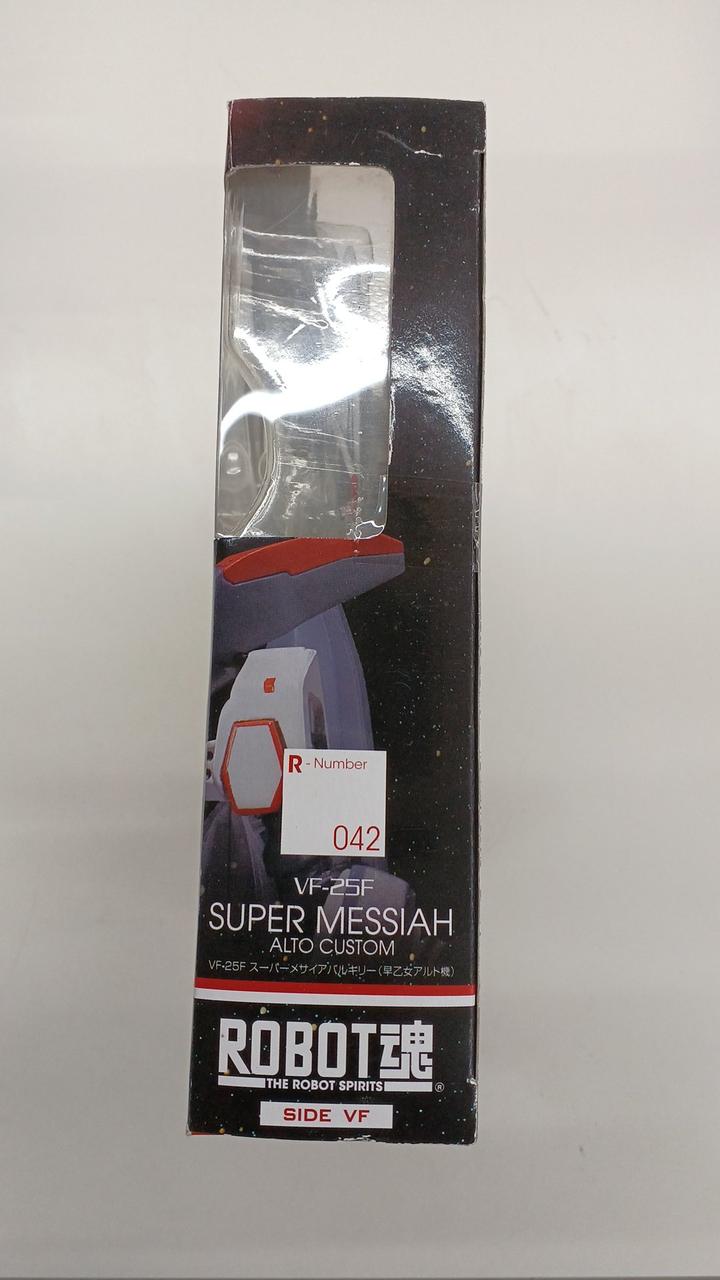 R - Number
042
VF-25F
SUPER MESSIAH
ALTO CUSTOM
VF-25F スーパーメサイアバルキリー(早乙女アルト機)
ROBOT魂
THE ROBOT SPIRITS ®
SIDE VF